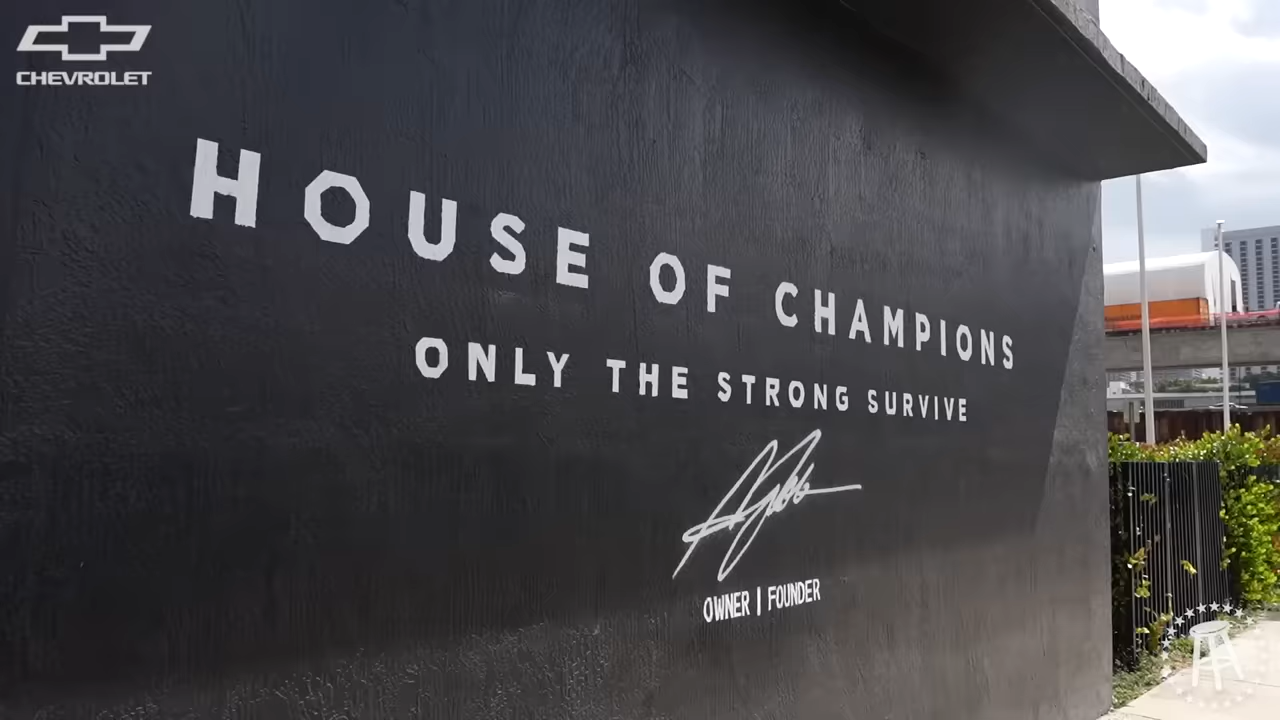 CHEVROLET
HOUSE OF CHAMPIONS
ONLY THE STRONG SURVIVE
OWNER | FOUNDER